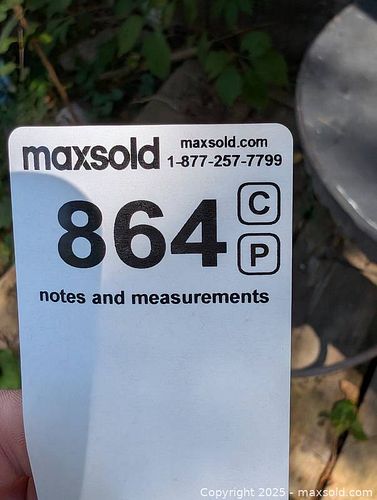 maxsold
maxsold.com
1-877-257-7799
864
C
P
notes and measurements
Copyright © 2025 - maxsold.com